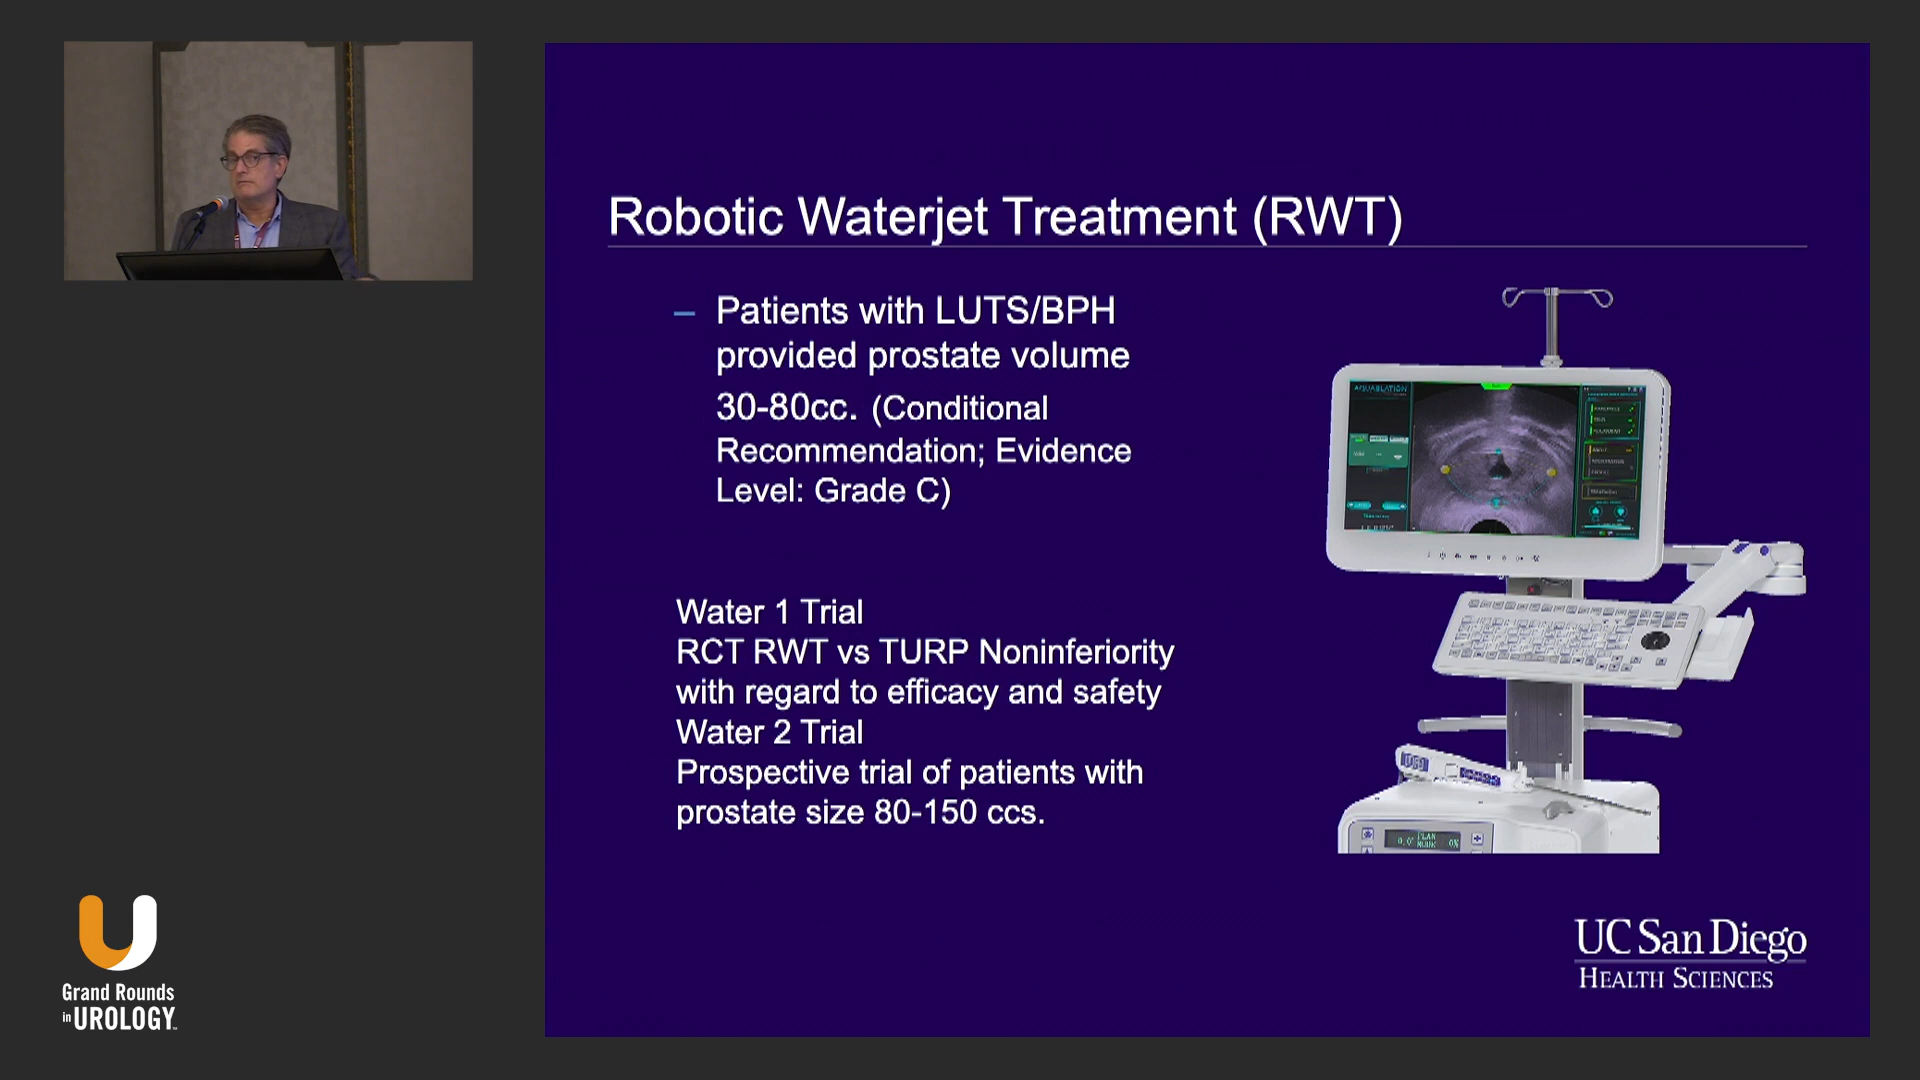 Robotic Waterjet Treatment (RWT)
– Patients with LUTS/BPH
provided prostate volume
30-80cc. (Conditional
Recommendation; Evidence
Level: Grade C)
Water 1 Trial
RCT RWT vs TURP Noninferiority
with regard to efficacy and safety
Water 2 Trial
Prospective trial of patients with
prostate size 80-150 ccs.
AQUABLATION
PLAN
UC San Diego
HEALTH SCIENCES
Grand Rounds
in UROLOGY